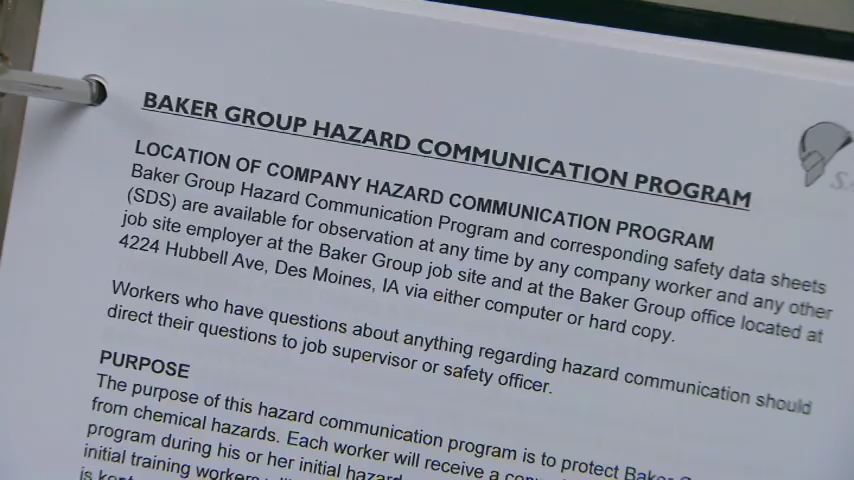 BAKER GROUP HAZARD COMMUNICATION PROGRAM
LOCATION OF COMPANY HAZARD COMMUNICATION PROGRAM
Baker Group Hazard Communication Program and corresponding safety data sheets
(SDS) are available for observation at any time by any company worker and any other
job site employer at the Baker Group job site and at the Baker Group office located at
4224 Hubbell Ave, Des Moines, IA via either computer or hard copy.
Workers who have questions about anything regarding hazard communication should
direct their questions to job supervisor or safety officer.
PURPOSE
The purpose of this hazard communication program is to protect Baker
from chemical hazards. Each worker will receive a
program during his or her initial
initial training workers
is